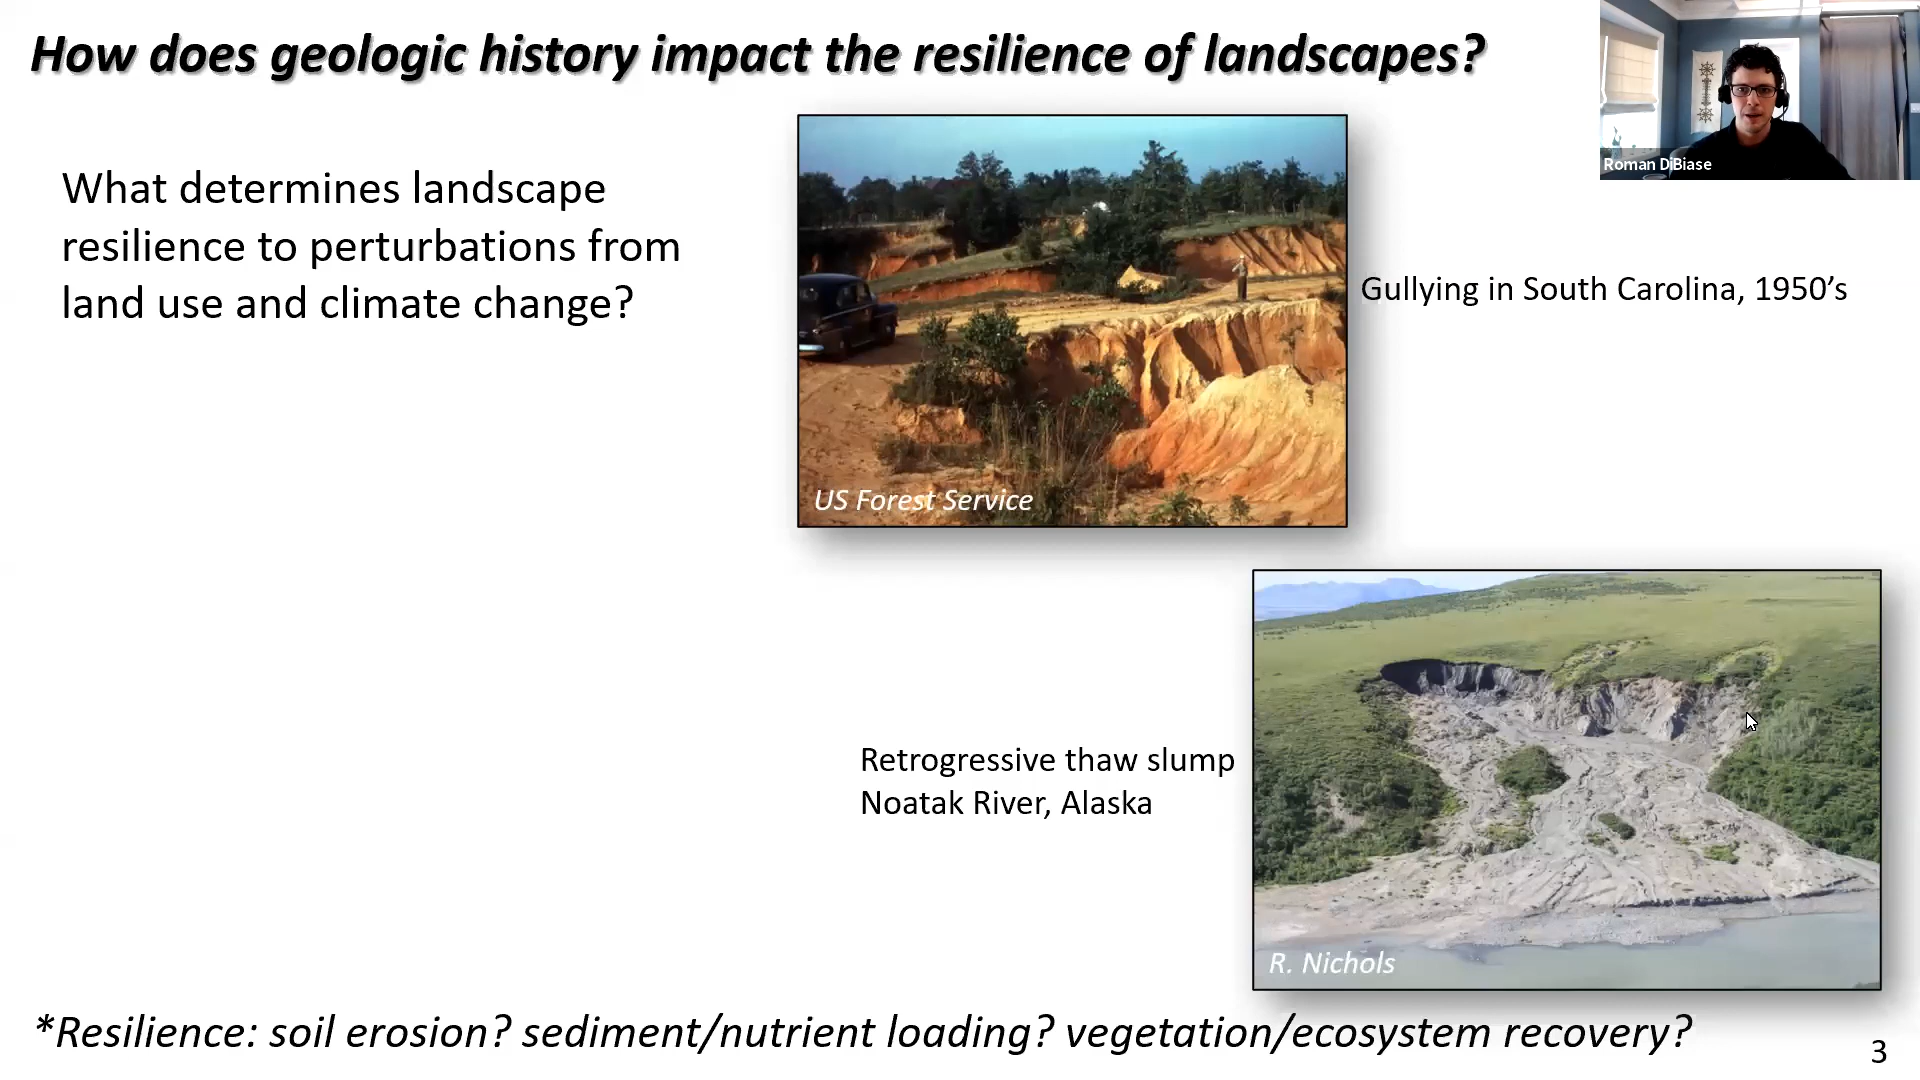 How does geologic history impact the resilience of landscapes?
Roman DiBiase
What determines landscape
resilience to perturbations from
land use and climate change?
Gullying in South Carolina, 1950’s
US Forest Service
Retrogressive thaw slump
Noatak River, Alaska
R. Nichols
*Resilience: soil erosion? sediment/nutrient loading? vegetation/ecosystem recovery?
3